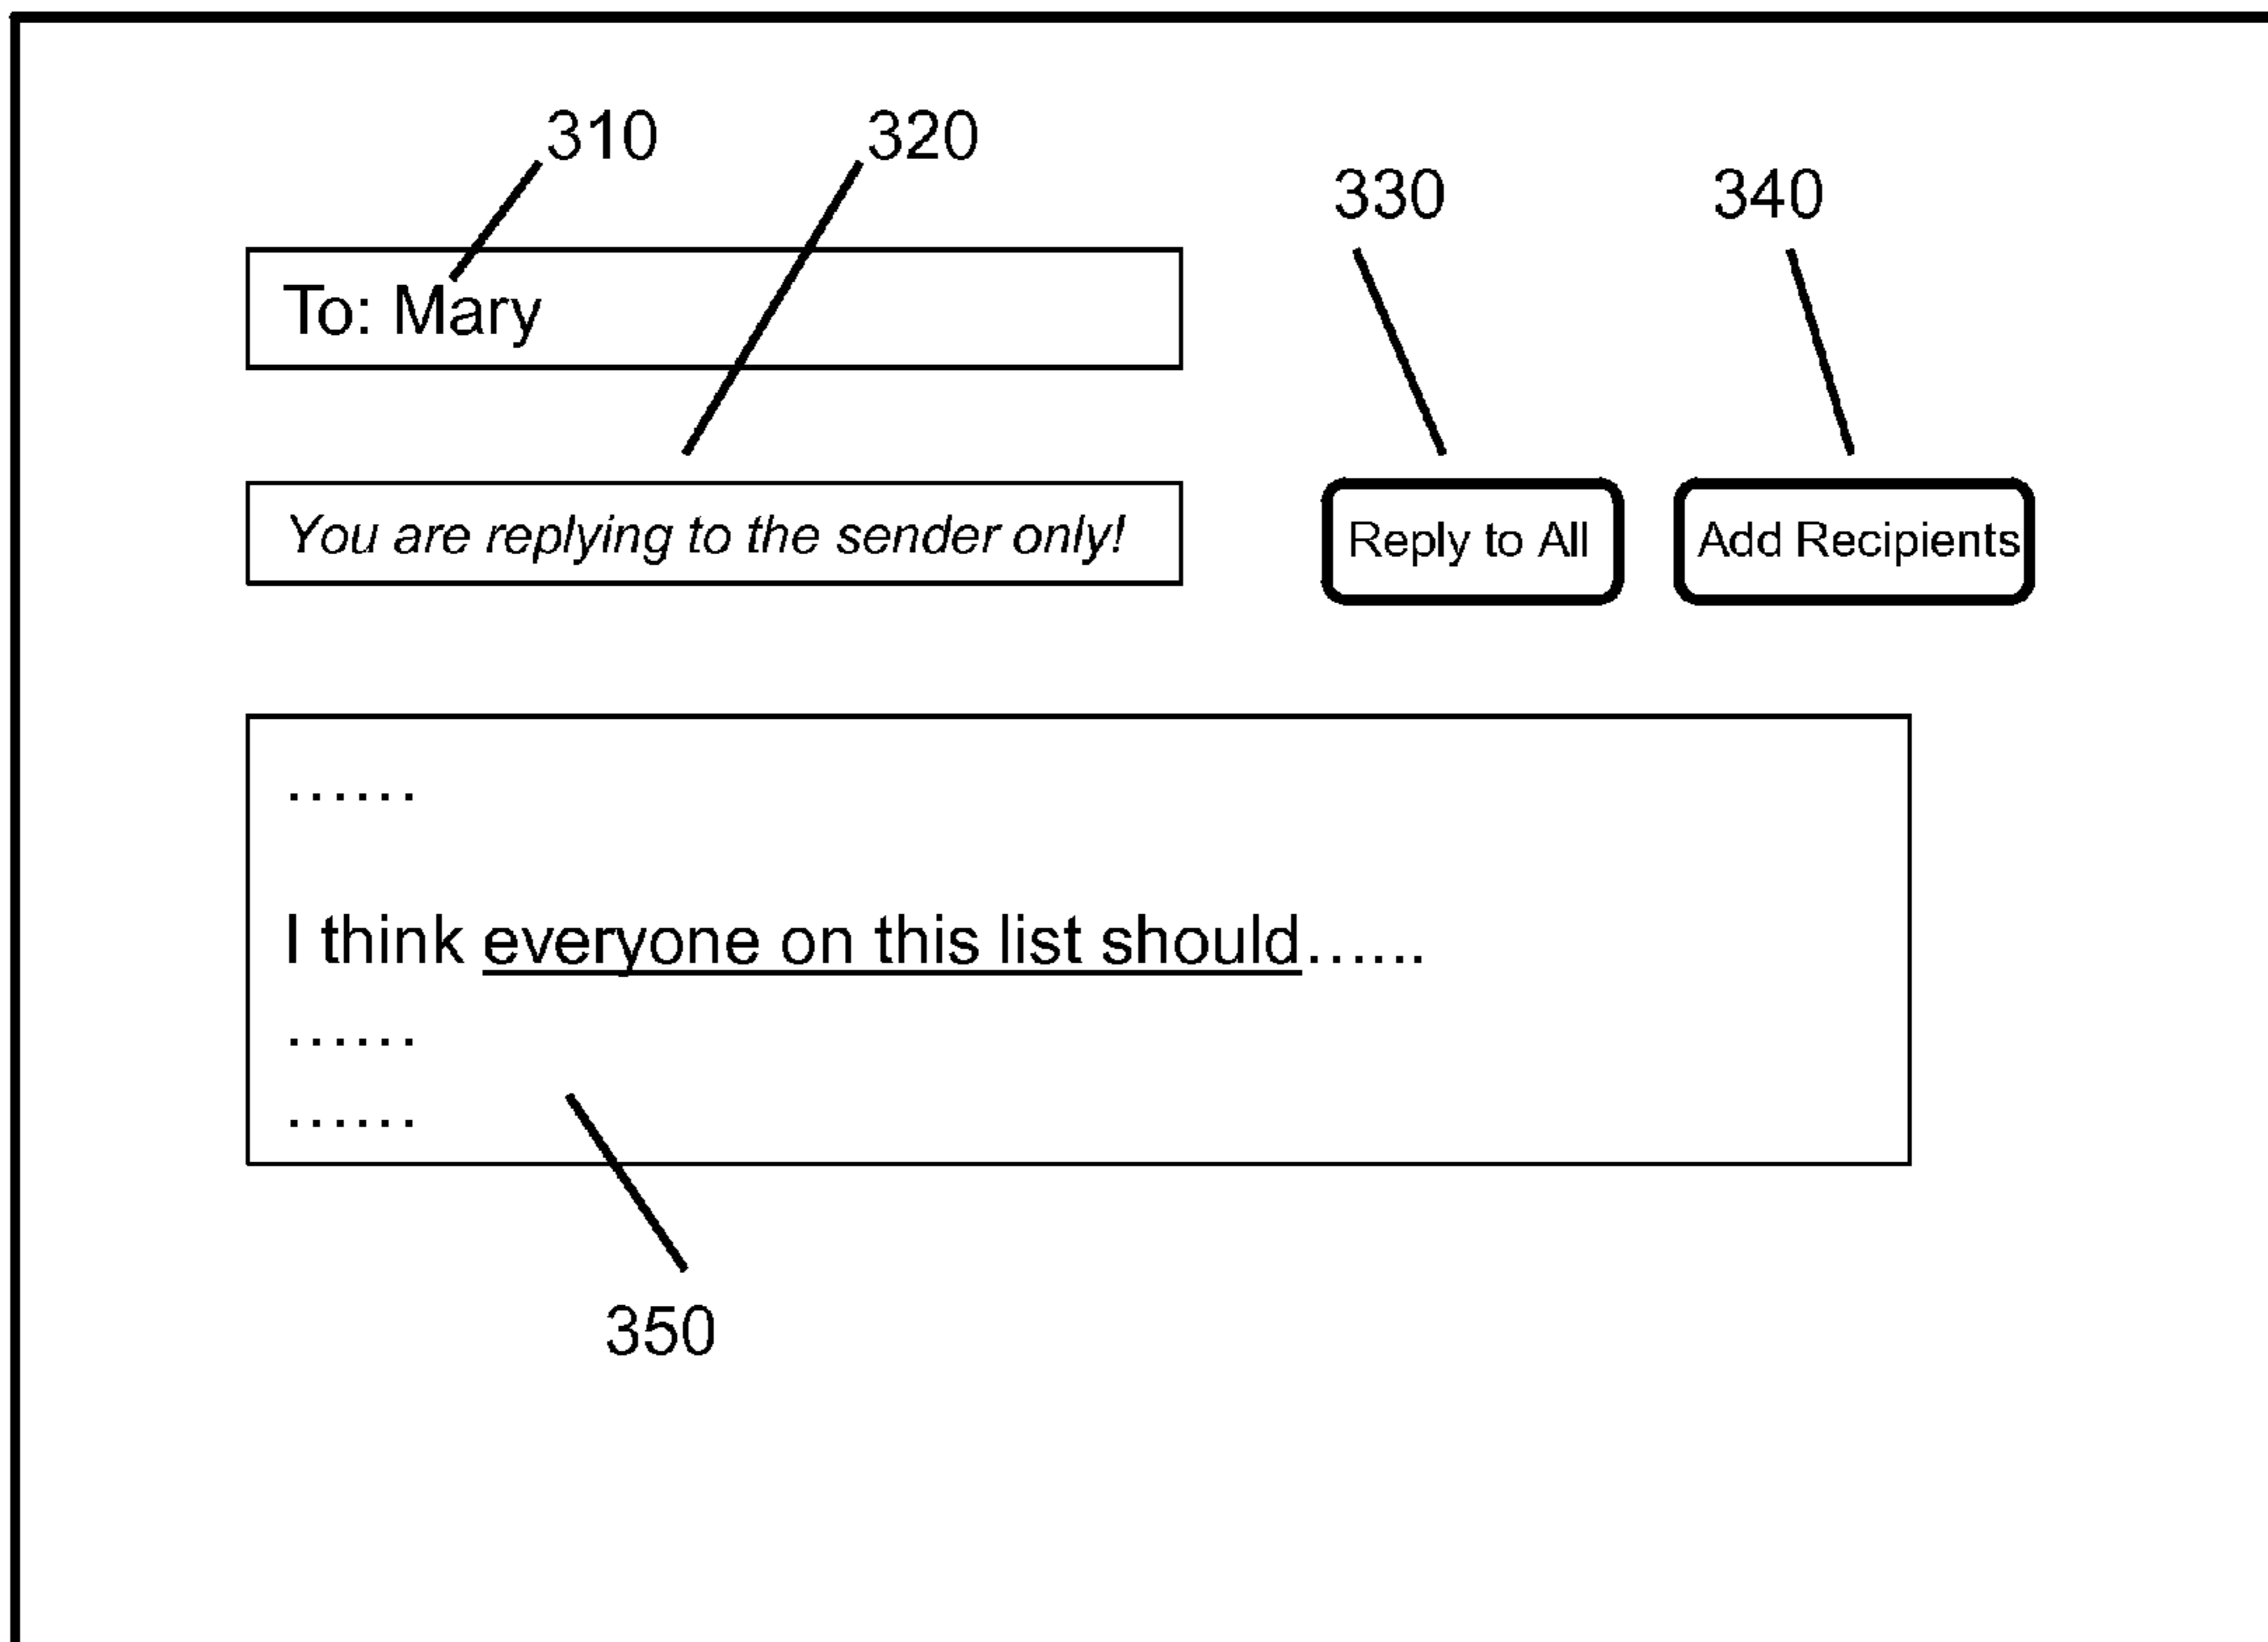 310
320
330
340
To: Mary
You are replying to the sender only!
Reply to All
Add Recipients
......
I think everyone on this list should......
......
......
350